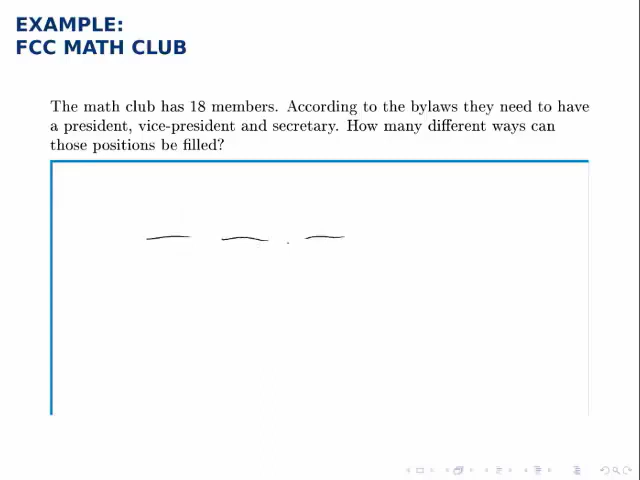 EXAMPLE:
FCC MATH CLUB
The math club has 18 members. According to the bylaws they need to have
a president, vice-president and secretary. How many different ways can
those positions be filled?